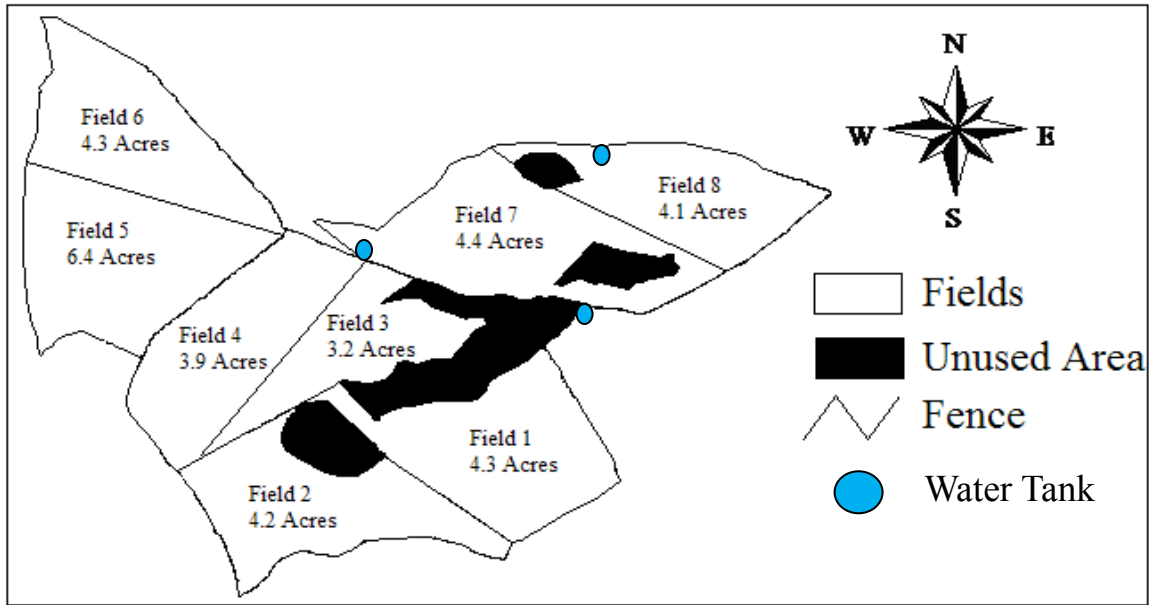 Field 6
4.3 Acres
Field 5
6.4 Acres
Field 4
3.9 Acres
Field 3
3.2 Acres
Field 7
4.4 Acres
Field 8
4.1 Acres
Field 2
4.2 Acres
Field 1
4.3 Acres
N
W
E
S
Fields
Unused Area
Fence
Water Tank